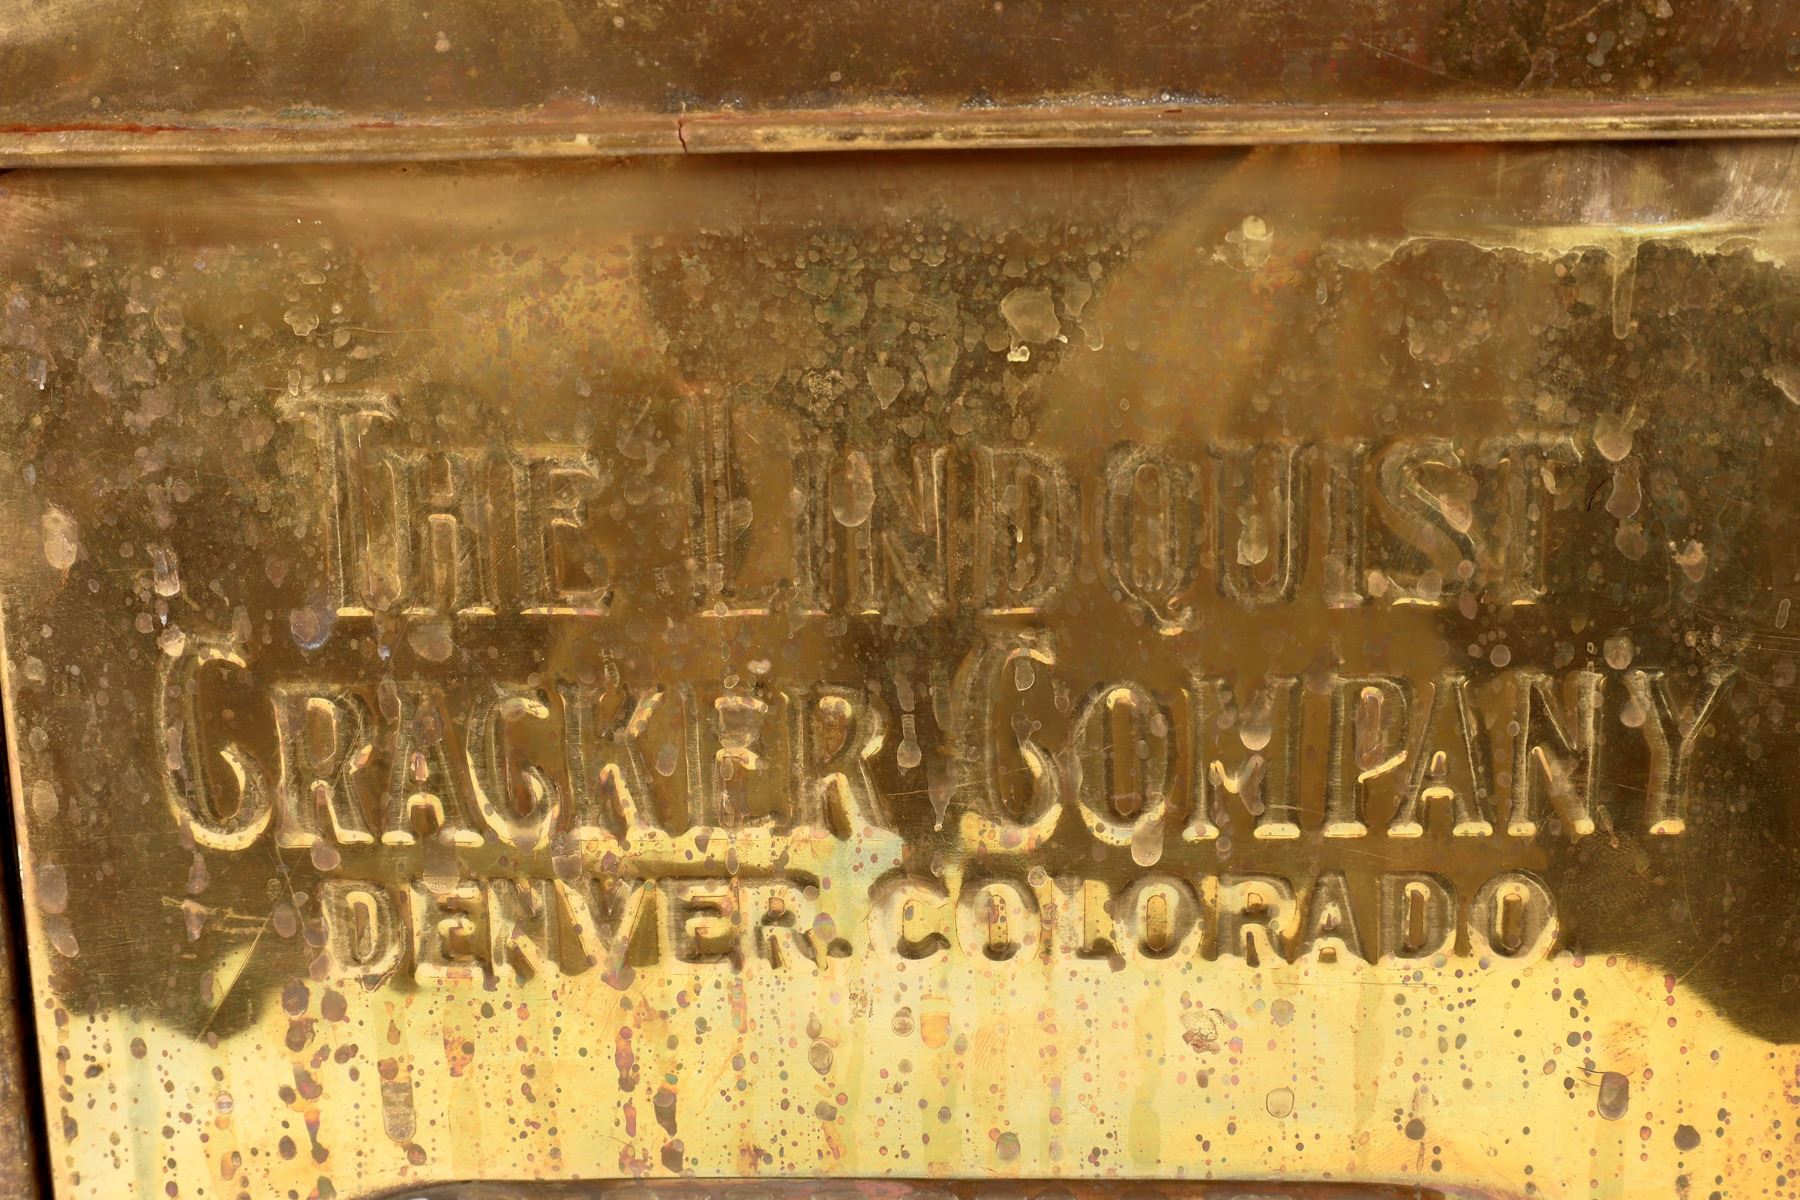 THE LINDQUIST
CRACKER COMPANY
DENVER. COLORADO